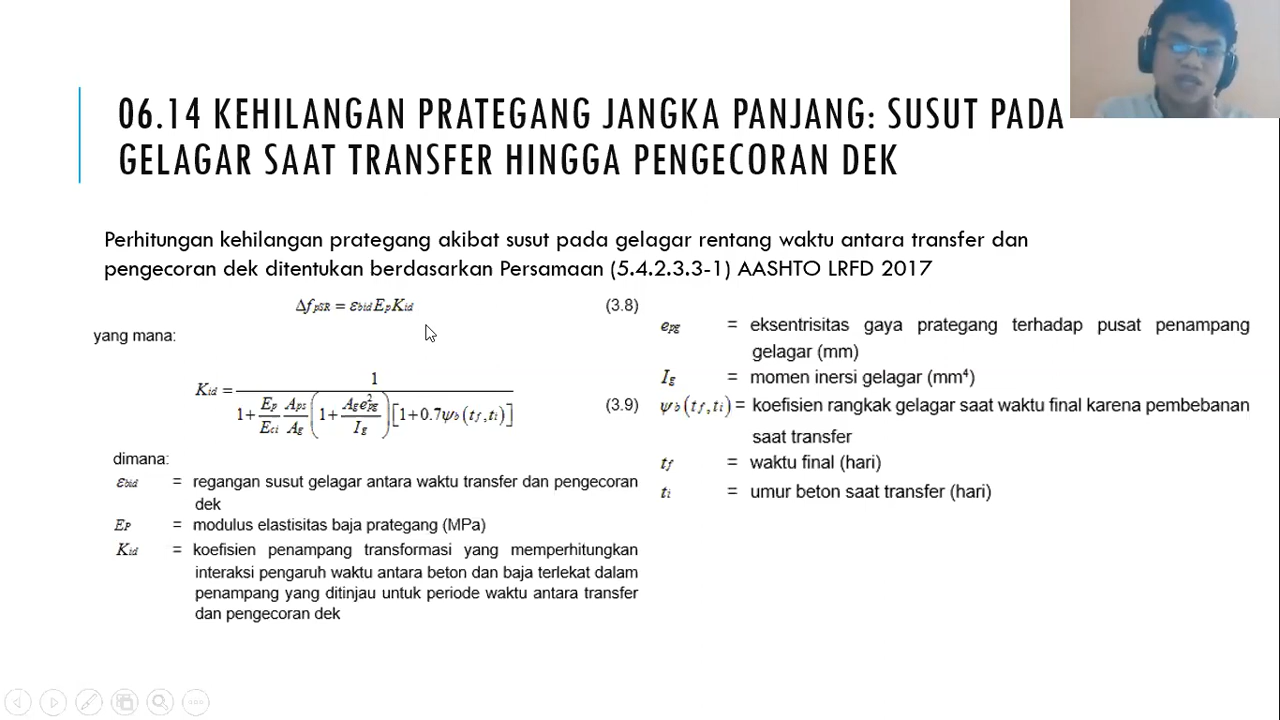 06.14 KEHILANGAN PRATEGANG JANGKA PANJANG: SUSUT PADA
GELAGAR SAAT TRANSFER HINGGA PENGECORAN DEK
Perhitungan kehilangan prategang akibat susut pada gelagar rentang waktu antara transfer dan
pengecoran dek ditentukan berdasarkan Persamaan (5.4.2.3.3-1) AASHTO LRFD 2017
Δf_pSR = ε_bid E_p K_id (3.8)
yang mana:
K_id = 1 / (1+ E_p/E_ci A_ps/A_g (1+ A_g e_pg^2/I_g) [1+0.7ψ_b(t_f,t_i)]) (3.9)
dimana:
ε_bid = regangan susut gelagar antara waktu transfer dan pengecoran
dek
E_P = modulus elastisitas baja prategang (MPa)
K_id = koefisien penampang transformasi yang memperhitungkan
interaksi pengaruh waktu antara beton dan baja terlekat dalam
penampang yang ditinjau untuk periode waktu antara transfer
dan pengecoran dek
e_pg = eksentrisitas gaya prategang terhadap pusat penampang
gelagar (mm)
I_g = momen inersi gelagar (mm⁴)
ψ_b(t_f,t_i) = koefisien rangkak gelagar saat waktu final karena pembebanan
saat transfer
t_f = waktu final (hari)
t_i = umur beton saat transfer (hari)